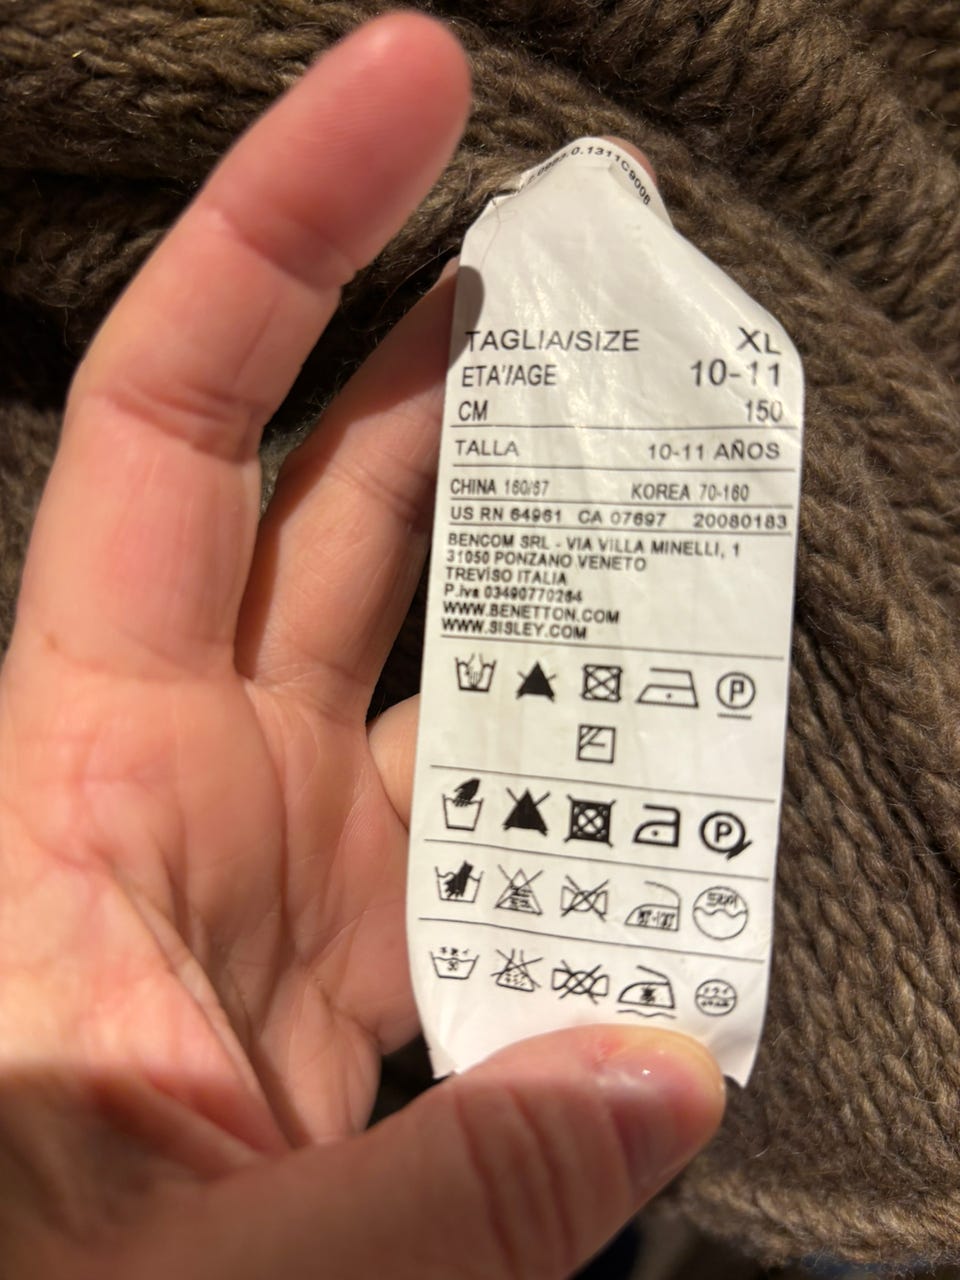 0.1311C9006
TAGLIA/SIZE XL
ETA'/AGE 10-11
CM 150
TALLA 10-11 AÑOS
CHINA 160/67 KOREA 70-160
US RN 64961 CA 07697 20080183
BENCOM SRL - VIA VILLA MINELLI, 1
31050 PONZANO VENETO
TREVISO ITALIA
P.Iva 03490770264
WWW.BENETTON.COM
WWW.SISLEY.COM
P
P